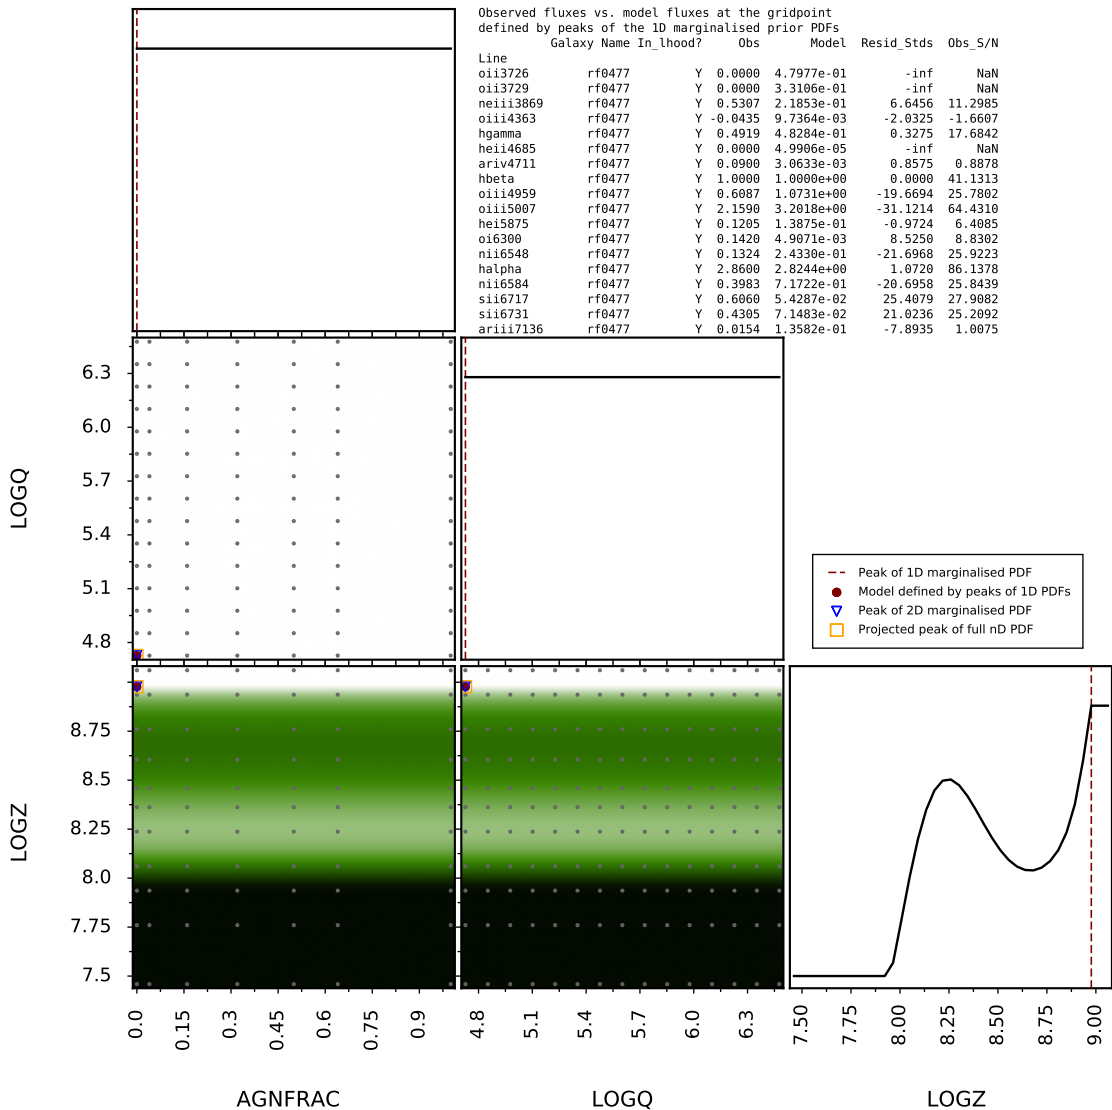 Observed fluxes vs. model fluxes at the gridpoint
defined by peaks of the 1D marginalised prior PDFs
Galaxy Name In_lhood? Obs Model Resid_Stds Obs_S/N
Line
oii3726 rf0477 Y 0.0000 4.7977e-01 -inf NaN
oii3729 rf0477 Y 0.0000 3.3106e-01 -inf NaN
neiii3869 rf0477 Y 0.5307 2.1853e-01 6.6456 11.2985
oiii4363 rf0477 Y -0.0435 9.7364e-03 -2.0325 -1.6607
hgamma rf0477 Y 0.4919 4.8284e-01 0.3275 17.6842
heii4685 rf0477 Y 0.0000 4.9906e-05 -inf NaN
ariv4711 rf0477 Y 0.0900 3.0633e-03 0.8575 0.8878
hbeta rf0477 Y 1.0000 1.0000e+00 0.0000 41.1313
oiii4959 rf0477 Y 0.6087 1.0731e+00 -19.6694 25.7802
oiii5007 rf0477 Y 2.1590 3.2018e+00 -31.1214 64.4310
hei5875 rf0477 Y 0.1205 1.3875e-01 -0.9724 6.4085
oi6300 rf0477 Y 0.1420 4.9071e-03 8.5250 8.8302
nii6548 rf0477 Y 0.1324 2.4330e-01 -21.6968 25.9223
halpha rf0477 Y 2.8600 2.8244e+00 1.0720 86.1378
nii6584 rf0477 Y 0.3983 7.1722e-01 -20.6958 25.8439
sii6717 rf0477 Y 0.6060 5.4287e-02 25.4079 27.9082
sii6731 rf0477 Y 0.4305 7.1483e-02 21.0236 25.2092
ariii7136 rf0477 Y 0.0154 1.3582e-01 -7.8935 1.0075
6.3
6.0
5.7
5.4
5.1
4.8
LOGQ
Peak of 1D marginalised PDF
Model defined by peaks of 1D PDFs
Peak of 2D marginalised PDF
Projected peak of full nD PDF
8.75
8.5
8.25
8.0
7.75
7.5
LOGZ
0.0 0.15 0.3 0.45 0.6 0.75 0.9
4.8 5.1 5.4 5.7 6.0 6.3
7.50 7.75 8.00 8.25 8.50 8.75 9.00
AGNFRAC LOGQ LOGZ